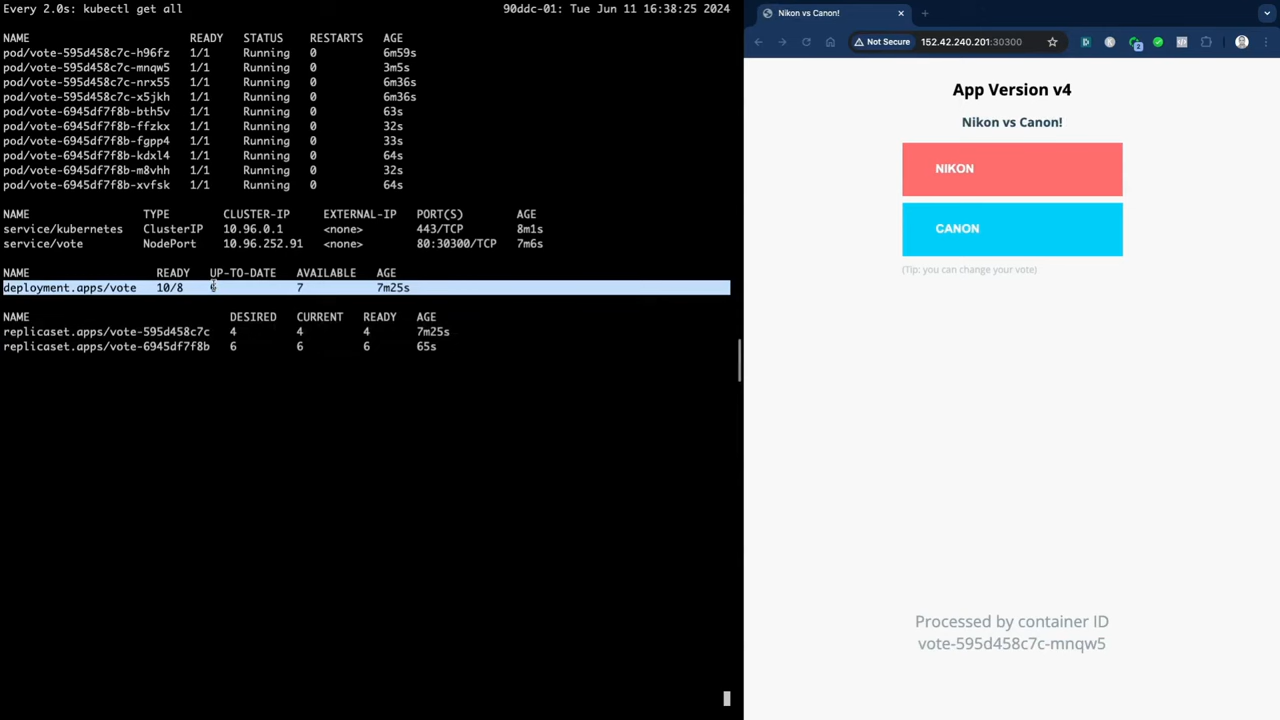 Every 2.0s: kubectl get all 90ddc-01: Tue Jun 11 16:38:25 2024
NAME READY STATUS RESTARTS AGE
pod/vote-595d458c7c-h96fz 1/1 Running 0 6m59s
pod/vote-595d458c7c-mnqw5 1/1 Running 0 3m5s
pod/vote-595d458c7c-nrx55 1/1 Running 0 6m36s
pod/vote-595d458c7c-x5jkh 1/1 Running 0 6m36s
pod/vote-6945df7f8b-bth5v 1/1 Running 0 63s
pod/vote-6945df7f8b-ffzkx 1/1 Running 0 32s
pod/vote-6945df7f8b-fgpp4 1/1 Running 0 33s
pod/vote-6945df7f8b-kdxl4 1/1 Running 0 64s
pod/vote-6945df7f8b-m8vhh 1/1 Running 0 32s
pod/vote-6945df7f8b-xvfsk 1/1 Running 0 64s
NAME TYPE CLUSTER-IP EXTERNAL-IP PORT(S) AGE
service/kubernetes ClusterIP 10.96.0.1 <none> 443/TCP 8m1s
service/vote NodePort 10.96.252.91 <none> 80:30300/TCP 7m6s
NAME READY UP-TO-DATE AVAILABLE AGE
deployment.apps/vote 10/8 6 7 7m25s
NAME DESIRED CURRENT READY AGE
replicaset.apps/vote-595d458c7c 4 4 4 7m25s
replicaset.apps/vote-6945df7f8b 6 6 6 65s
Nikon vs Canon!
Not Secure 152.42.240.201:30300
App Version v4
Nikon vs Canon!
NIKON
CANON
(Tip: you can change your vote)
Processed by container ID
vote-595d458c7c-mnqw5